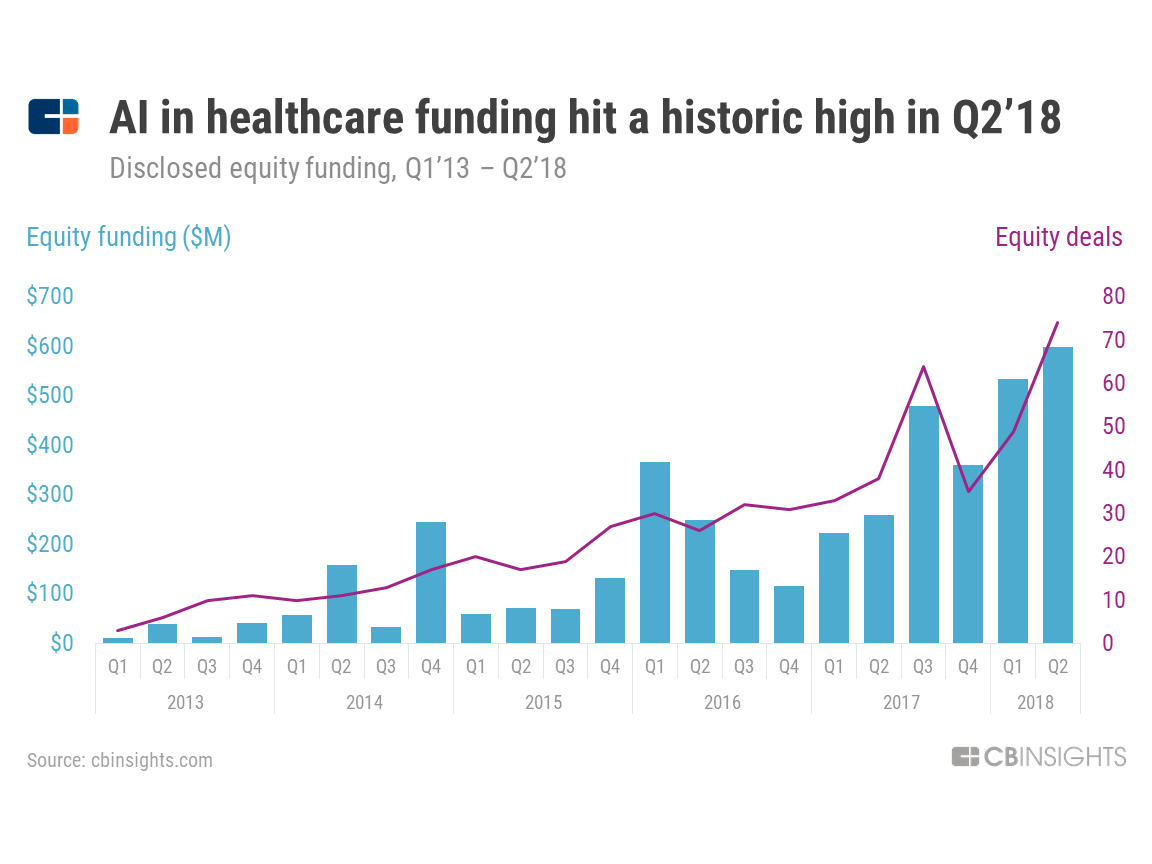 AI in healthcare funding hit a historic high in Q2’18
Disclosed equity funding, Q1’13 – Q2’18
Equity funding ($M)
Equity deals
$700
$600
$500
$400
$300
$200
$100
$0
80
70
60
50
40
30
20
10
0
Q1 Q2 Q3 Q4 Q1 Q2 Q3 Q4 Q1 Q2 Q3 Q4 Q1 Q2 Q3 Q4 Q1 Q2 Q3 Q4 Q1 Q2
2013 2014 2015 2016 2017 2018
Source: cbinsights.com
CBINSIGHTS